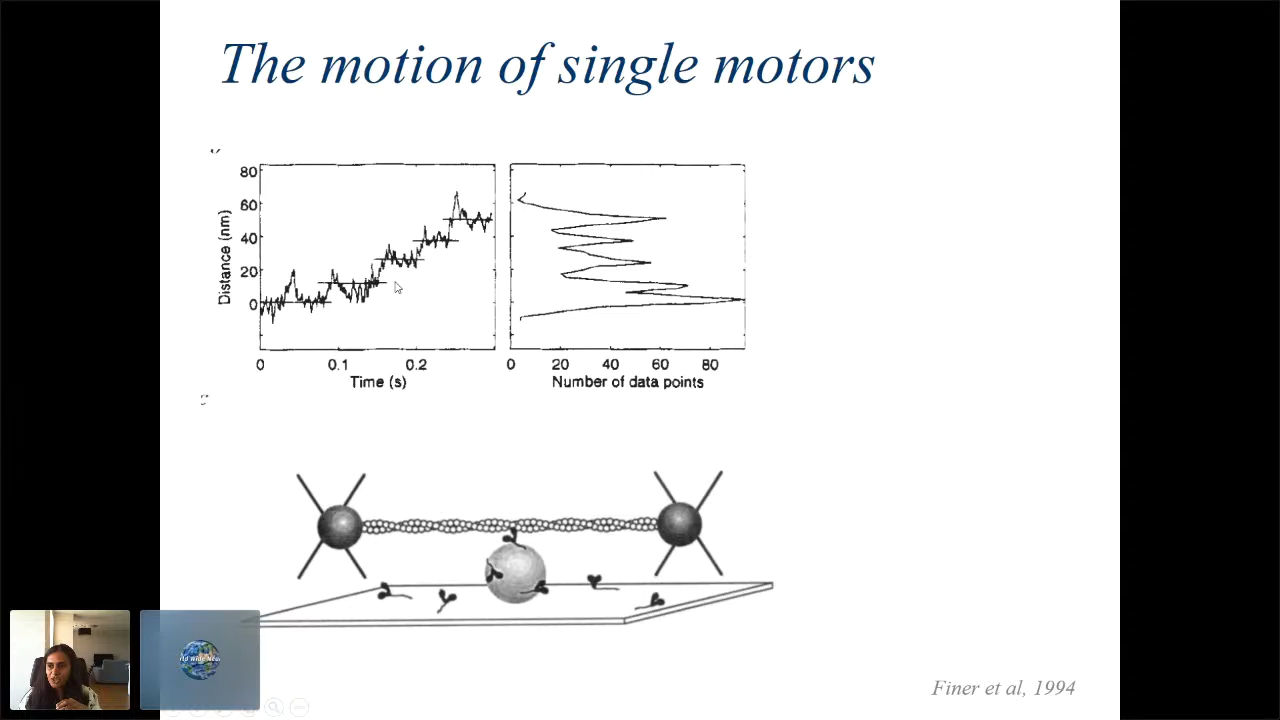 The motion of single motors
80
60
40
20
0
Distance (nm)
0 0.1 0.2
Time (s)
0 20 40 60 80
Number of data points
Finer et al, 1994